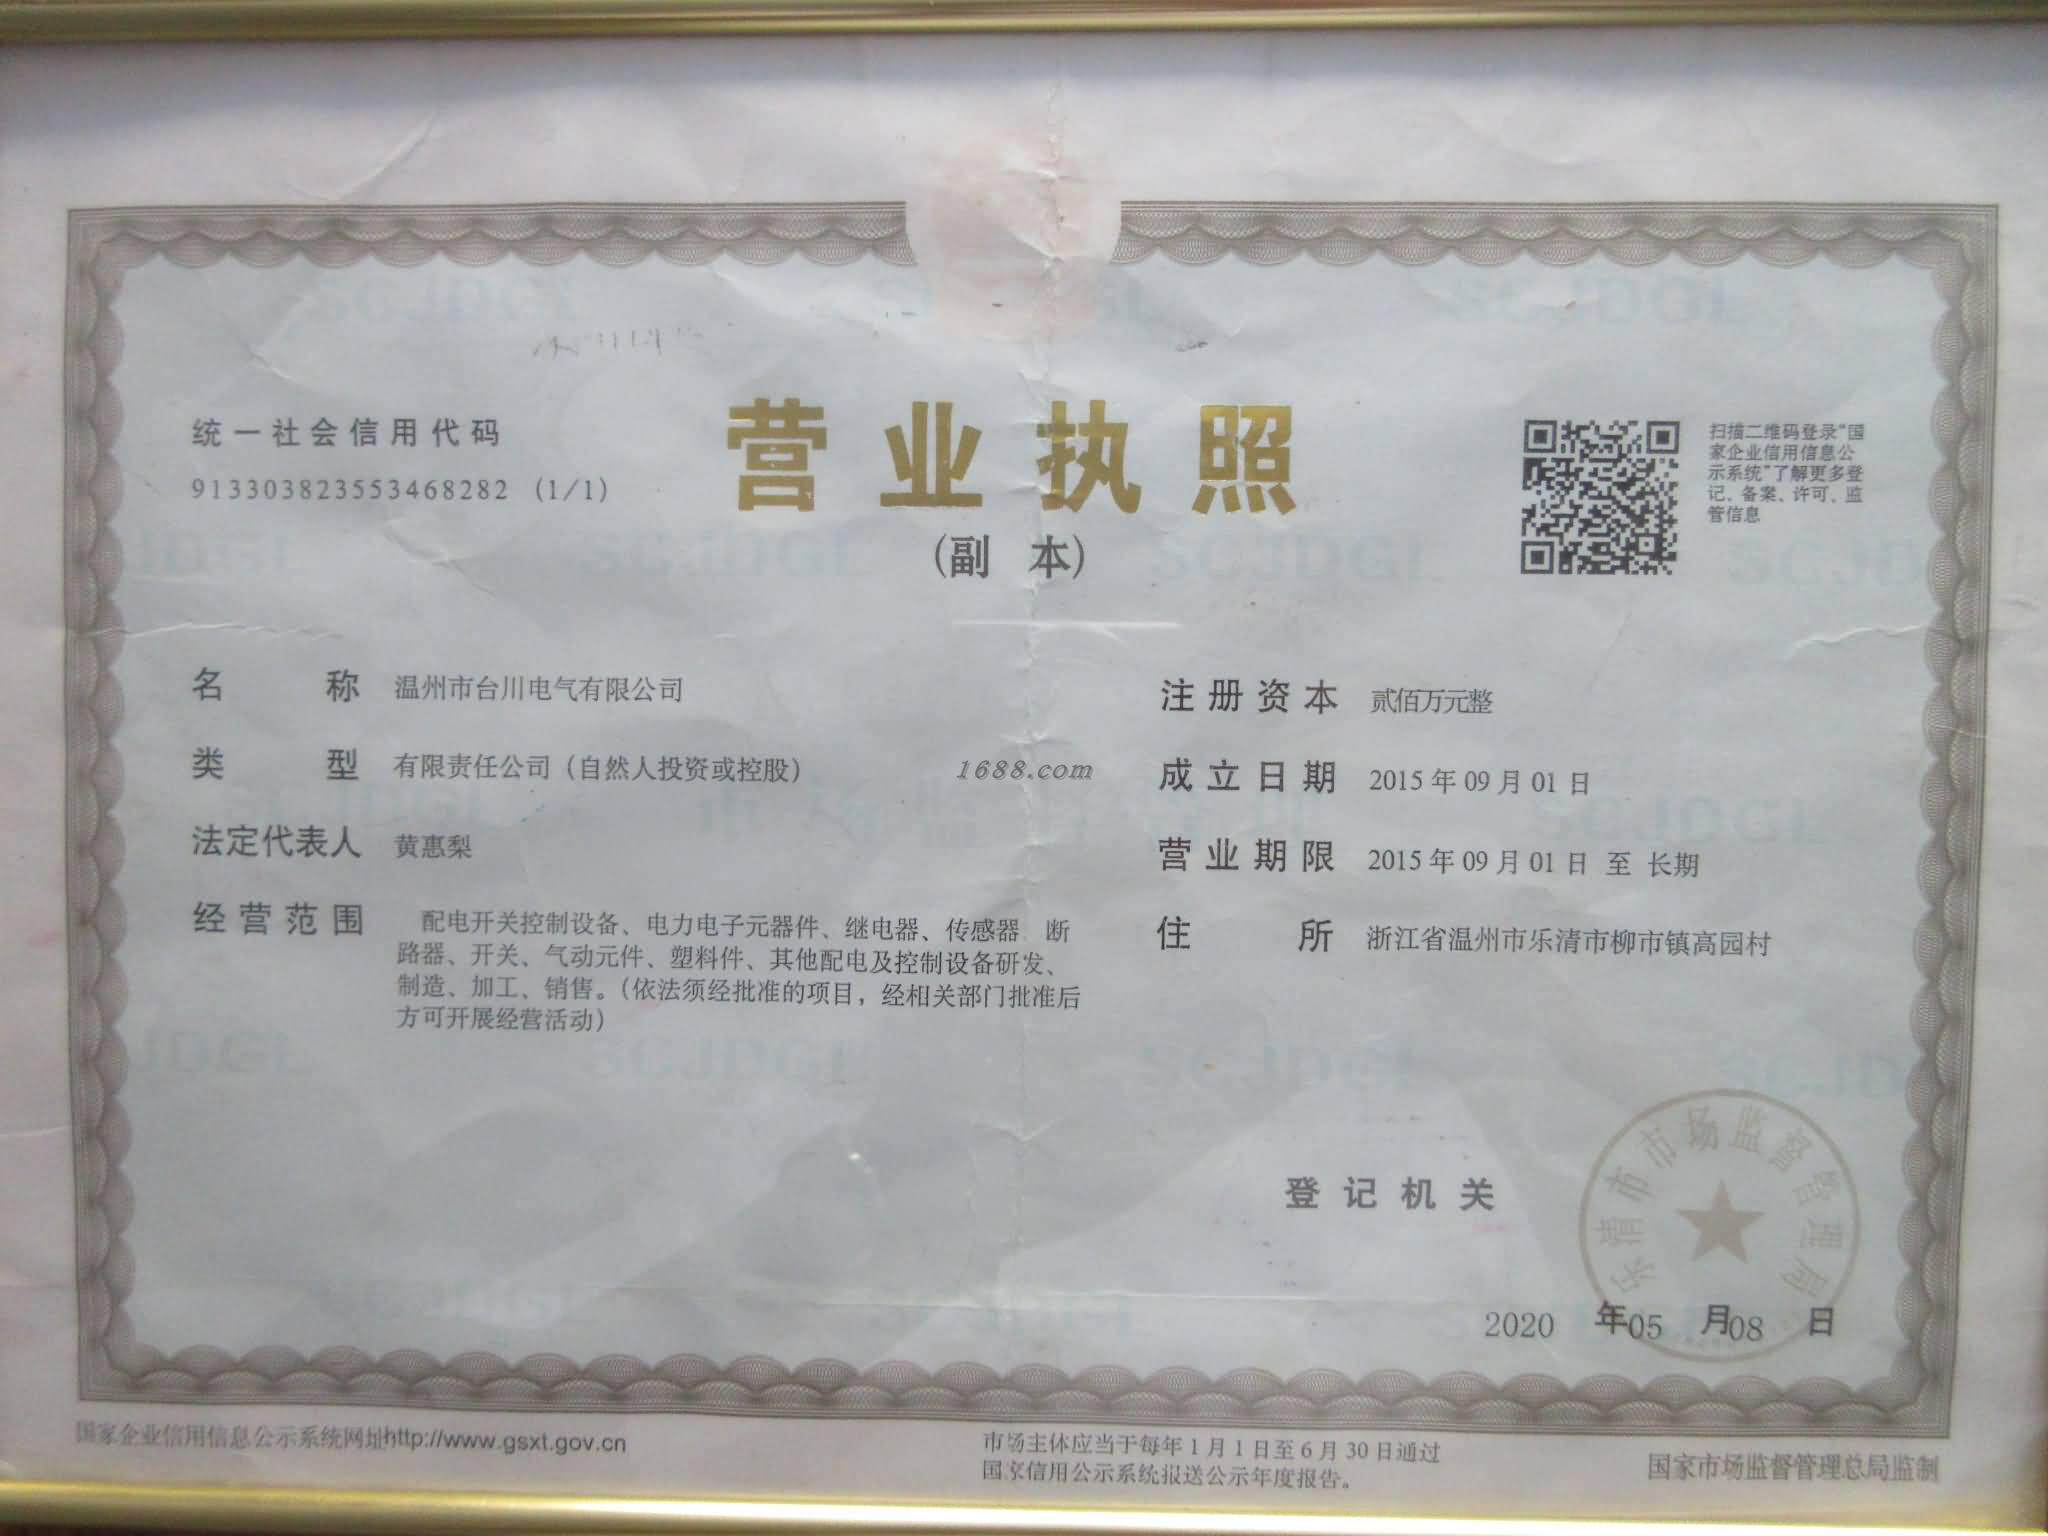 统一社会信用代码
913303823553468282 (1/1)
营业执照
(副 本)
扫描二维码登录“国
家企业信用信息公
示系统”了解更多登
记、备案、许可、监
管信息
名 称 温州市台川电气有限公司
类 型 有限责任公司（自然人投资或控股）
法定代表人 黄惠梨
经营范围 配电开关控制设备、电力电子元器件、继电器、传感器、断
路器、开关、气动元件、塑料件、其他配电及控制设备研发、
制造、加工、销售。（依法须经批准的项目，经相关部门批准后
方可开展经营活动）
1688.com
注册资本 贰佰万元整
成立日期 2015年09月01日
营业期限 2015年09月01日 至 长期
住 所 浙江省温州市乐清市柳市镇高园村
登记机关
乐清市市场监督管理局
2020 年05 月08 日
国家企业信用信息公示系统网址http://www.gsxt.gov.cn
市场主体应当于每年1月1日至6月30日通过
国家信用公示系统报送公示年度报告。
国家市场监督管理总局监制